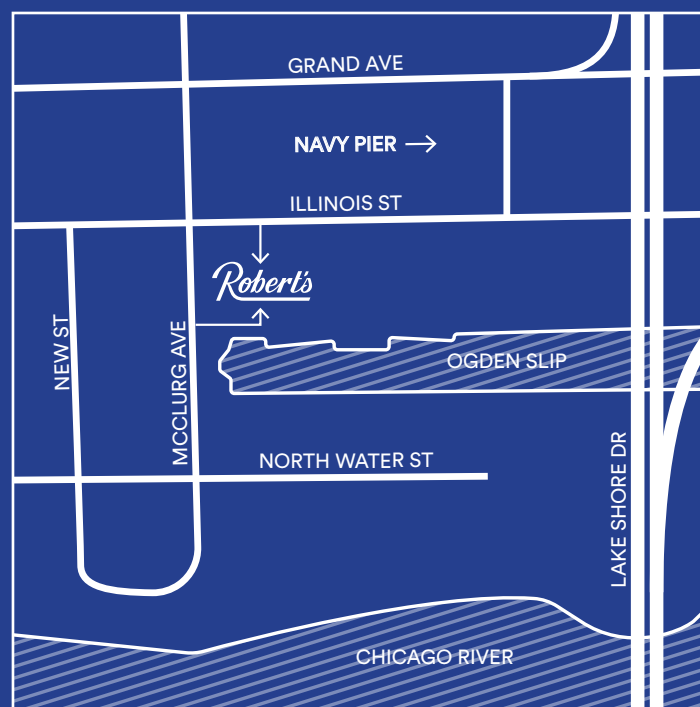 GRAND AVE
NAVY PIER →
ILLINOIS ST
Robert's
NEW ST
MCCLURG AVE
OGDEN SLIP
NORTH WATER ST
LAKE SHORE DR
CHICAGO RIVER